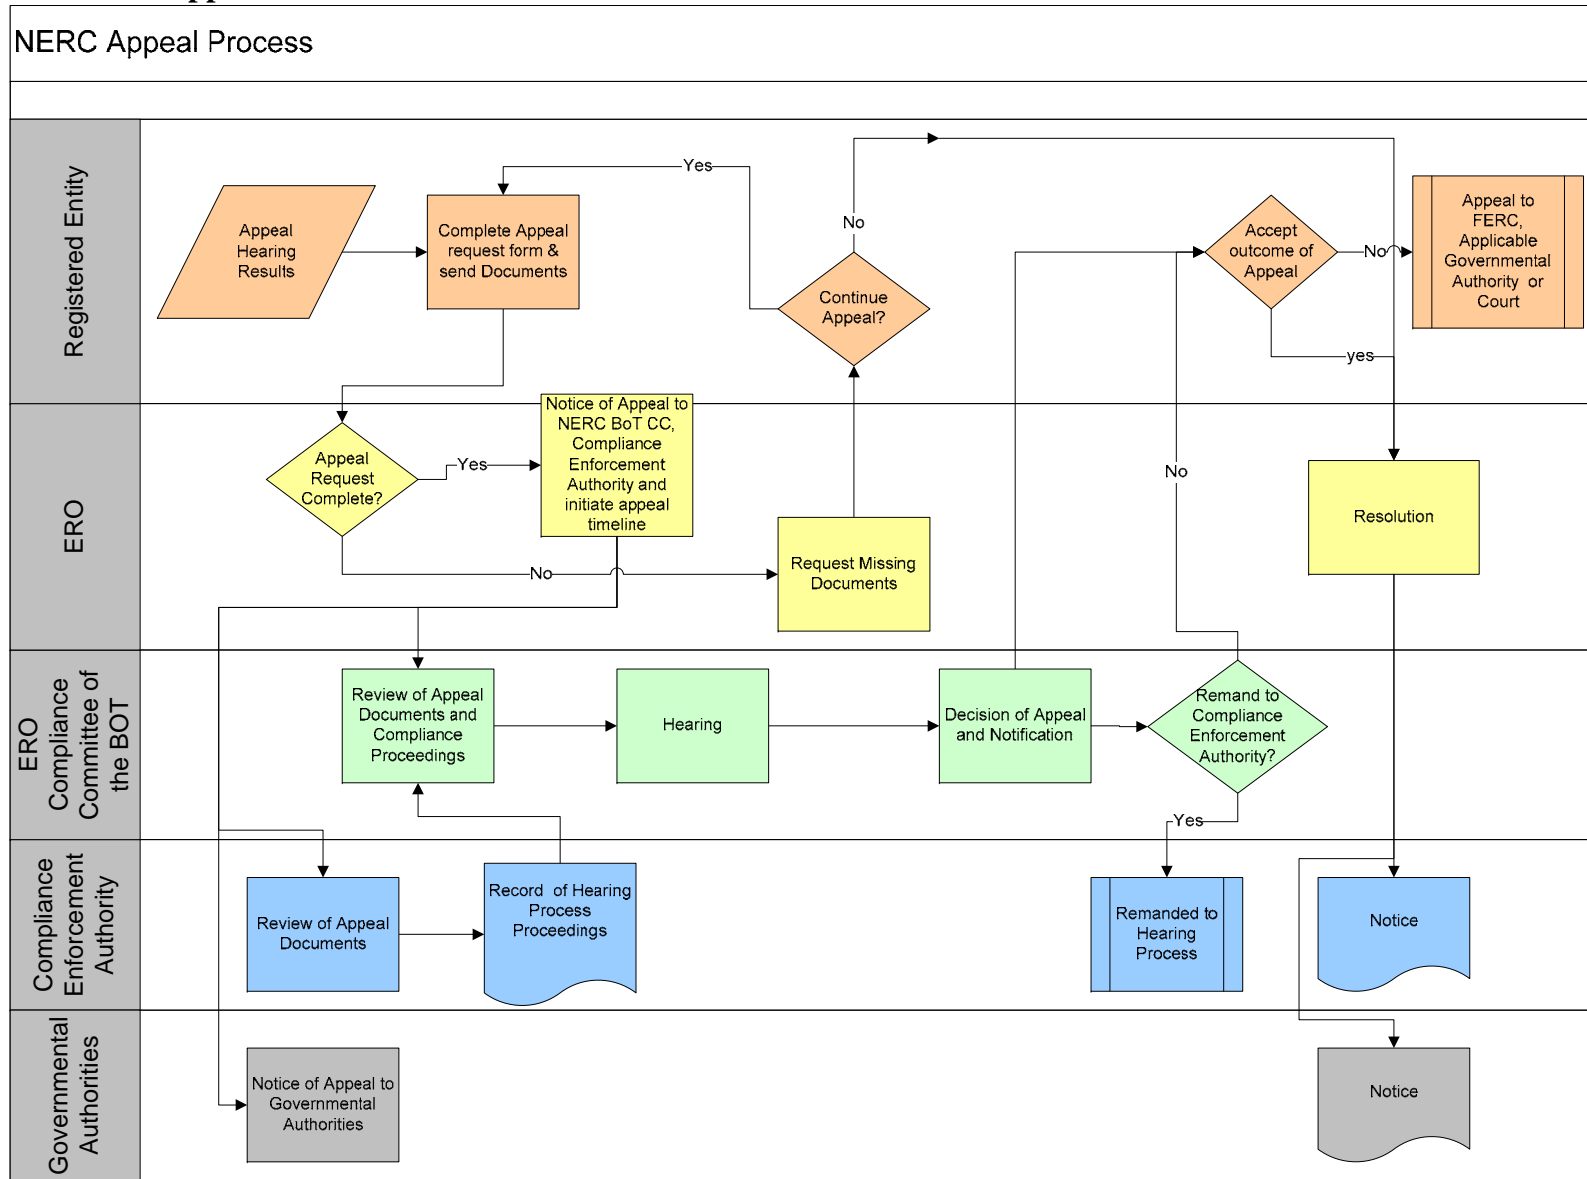 NERC Appeal Process
Registered Entity
Appeal
Hearing
Results
Complete Appeal
request form &
send Documents
Yes
Continue
Appeal?
No
Accept
outcome of
Appeal
No
yes
Appeal to
FERC,
Applicable
Governmental
Authority or
Court
ERO
Appeal
Request
Complete?
Yes
No
Notice of Appeal to
NERC BoT CC,
Compliance
Enforcement
Authority and
initiate appeal
timeline
Request Missing
Documents
No
Resolution
ERO
Compliance
Committee of
the BOT
Review of Appeal
Documents and
Compliance
Proceedings
Hearing
Decision of Appeal
and Notification
Remand to
Compliance
Enforcement
Authority?
Yes
Compliance
Enforcement
Authority
Review of Appeal
Documents
Record of Hearing
Process
Proceedings
Remanded to
Hearing
Process
Notice
Governmental
Authorities
Notice of Appeal to
Governmental
Authorities
Notice